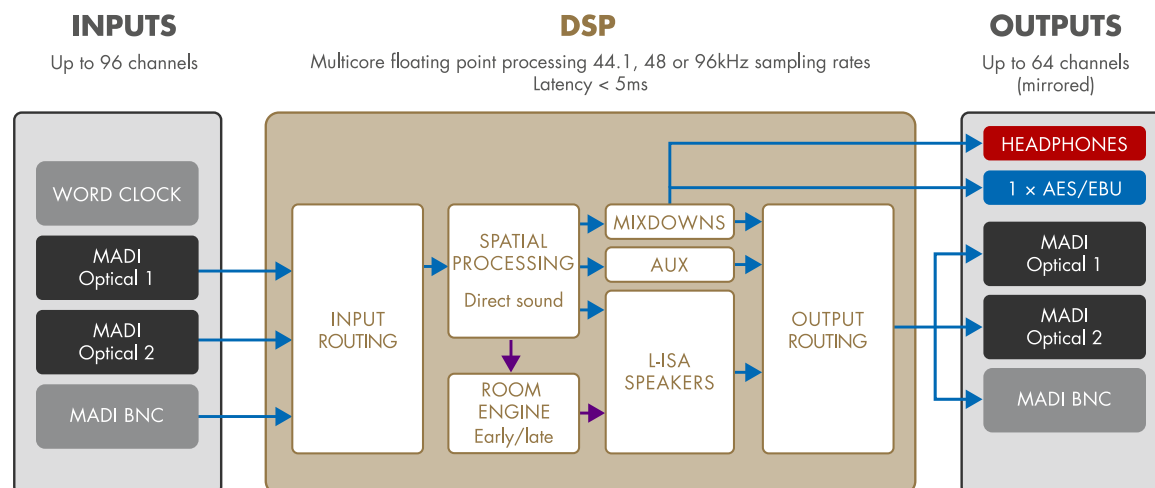 INPUTS
Up to 96 channels
DSP
Multicore floating point processing 44.1, 48 or 96kHz sampling rates
Latency < 5ms
OUTPUTS
Up to 64 channels
(mirrored)
WORD CLOCK
MADI
Optical 1
MADI
Optical 2
MADI BNC
INPUT
ROUTING
SPATIAL
PROCESSING
Direct sound
ROOM
ENGINE
Early/late
MIXDOWNS
AUX
L-ISA
SPEAKERS
OUTPUT
ROUTING
HEADPHONES
1 × AES/EBU
MADI
Optical 1
MADI
Optical 2
MADI BNC